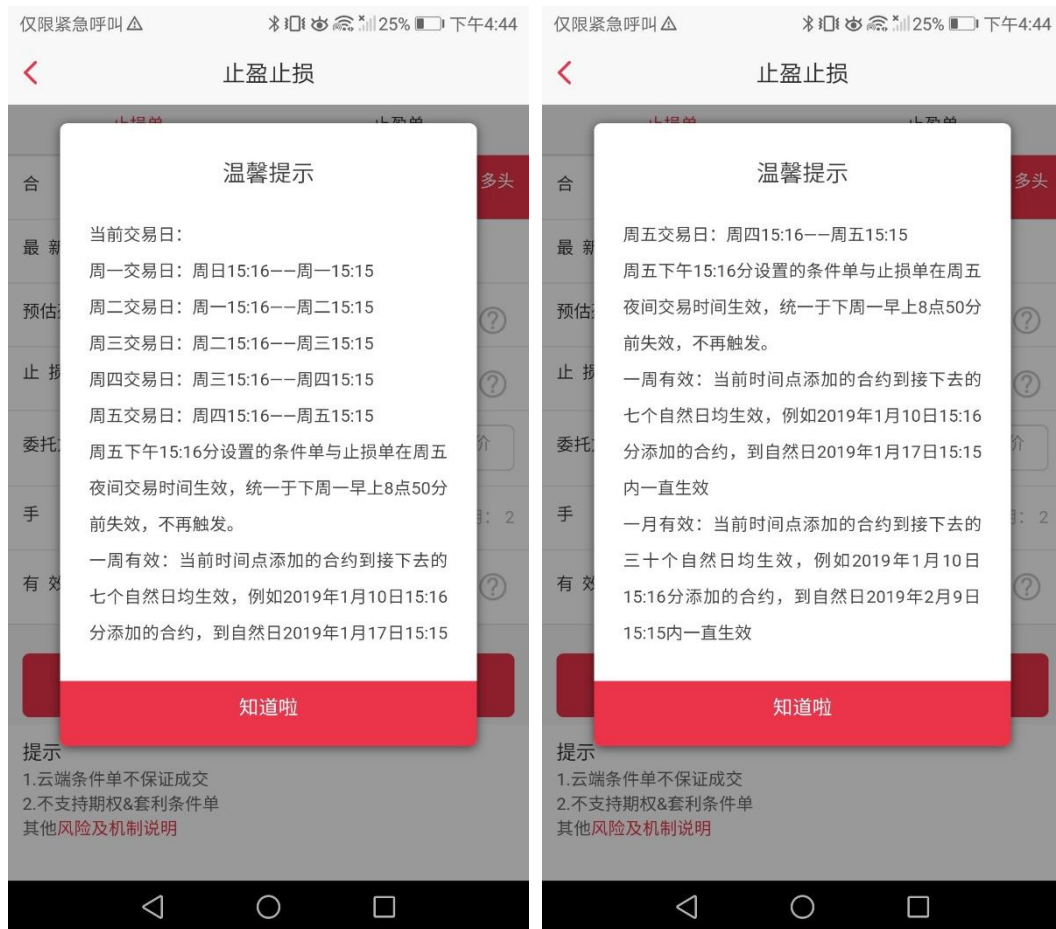 仅限紧急呼叫
25%
下午4:44
止盈止损
温馨提示
合
多头
最 新
预估
止 损
委托
价
手
2
有 效
当前交易日：
周一交易日：周日15:16——周一15:15
周二交易日：周一15:16——周二15:15
周三交易日：周二15:16——周三15:15
周四交易日：周三15:16——周四15:15
周五交易日：周四15:16——周五15:15
周五下午15:16分设置的条件单与止损单在周五
夜间交易时间生效，统一于下周一早上8点50分
前失效，不再触发。
一周有效：当前时间点添加的合约到接下去的
七个自然日均生效，例如2019年1月10日15:16
分添加的合约，到自然日2019年1月17日15:15
知道啦
提示
1.云端条件单不保证成交
2.不支持期权&套利条件单
其他风险及机制说明
仅限紧急呼叫
25%
下午4:44
止盈止损
温馨提示
合
多头
最 新
预估
止 损
委托
价
手
2
有 效
周五交易日：周四15:16——周五15:15
周五下午15:16分设置的条件单与止损单在周五
夜间交易时间生效，统一于下周一早上8点50分
前失效，不再触发。
一周有效：当前时间点添加的合约到接下去的
七个自然日均生效，例如2019年1月10日15:16
分添加的合约，到自然日2019年1月17日15:15
内一直生效
一月有效：当前时间点添加的合约到接下去的
三十个自然日均生效，例如2019年1月10日
15:16分添加的合约，到自然日2019年2月9日
15:15内一直生效
知道啦
提示
1.云端条件单不保证成交
2.不支持期权&套利条件单
其他风险及机制说明